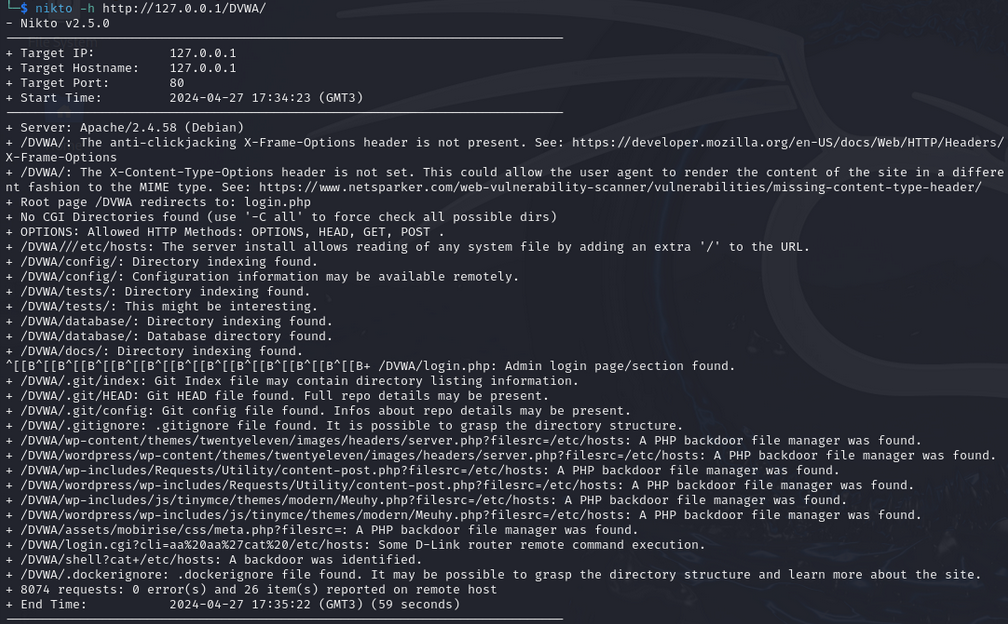 └─$ nikto -h http://127.0.0.1/DVWA/
- Nikto v2.5.0
+ Target IP:          127.0.0.1
+ Target Hostname:    127.0.0.1
+ Target Port:        80
+ Start Time:         2024-04-27 17:34:23 (GMT3)
+ Server: Apache/2.4.58 (Debian)
+ /DVWA/: The anti-clickjacking X-Frame-Options header is not present. See: https://developer.mozilla.org/en-US/docs/Web/HTTP/Headers/
X-Frame-Options
+ /DVWA/: The X-Content-Type-Options header is not set. This could allow the user agent to render the content of the site in a differe
nt fashion to the MIME type. See: https://www.netsparker.com/web-vulnerability-scanner/vulnerabilities/missing-content-type-header/
+ Root page /DVWA redirects to: login.php
+ No CGI Directories found (use '-C all' to force check all possible dirs)
+ OPTIONS: Allowed HTTP Methods: OPTIONS, HEAD, GET, POST .
+ /DVWA///etc/hosts: The server install allows reading of any system file by adding an extra '/' to the URL.
+ /DVWA/config/: Directory indexing found.
+ /DVWA/config/: Configuration information may be available remotely.
+ /DVWA/tests/: Directory indexing found.
+ /DVWA/tests/: This might be interesting.
+ /DVWA/database/: Directory indexing found.
+ /DVWA/database/: Database directory found.
+ /DVWA/docs/: Directory indexing found.
^[[B^[[B^[[B^[[B^[[B^[[B^[[B^[[B^[[B^[[B^[[B^[[B+ /DVWA/login.php: Admin login page/section found.
+ /DVWA/.git/index: Git Index file may contain directory listing information.
+ /DVWA/.git/HEAD: Git HEAD file found. Full repo details may be present.
+ /DVWA/.git/config: Git config file found. Infos about repo details may be present.
+ /DVWA/.gitignore: .gitignore file found. It is possible to grasp the directory structure.
+ /DVWA/wp-content/themes/twentyeleven/images/headers/server.php?filesrc=/etc/hosts: A PHP backdoor file manager was found.
+ /DVWA/wordpress/wp-content/themes/twentyeleven/images/headers/server.php?filesrc=/etc/hosts: A PHP backdoor file manager was found.
+ /DVWA/wp-includes/Requests/Utility/content-post.php?filesrc=/etc/hosts: A PHP backdoor file manager was found.
+ /DVWA/wordpress/wp-includes/Requests/Utility/content-post.php?filesrc=/etc/hosts: A PHP backdoor file manager was found.
+ /DVWA/wp-includes/js/tinymce/themes/modern/Meuhy.php?filesrc=/etc/hosts: A PHP backdoor file manager was found.
+ /DVWA/wordpress/wp-includes/js/tinymce/themes/modern/Meuhy.php?filesrc=/etc/hosts: A PHP backdoor file manager was found.
+ /DVWA/assets/mobirise/css/meta.php?filesrc=: A PHP backdoor file manager was found.
+ /DVWA/login.cgi?cli=aa%20aa%27cat%20/etc/hosts: Some D-Link router remote command execution.
+ /DVWA/shell?cat+/etc/hosts: A backdoor was identified.
+ /DVWA/.dockerignore: .dockerignore file found. It may be possible to grasp the directory structure and learn more about the site.
+ 8074 requests: 0 error(s) and 26 item(s) reported on remote host
+ End Time:           2024-04-27 17:35:22 (GMT3) (59 seconds)